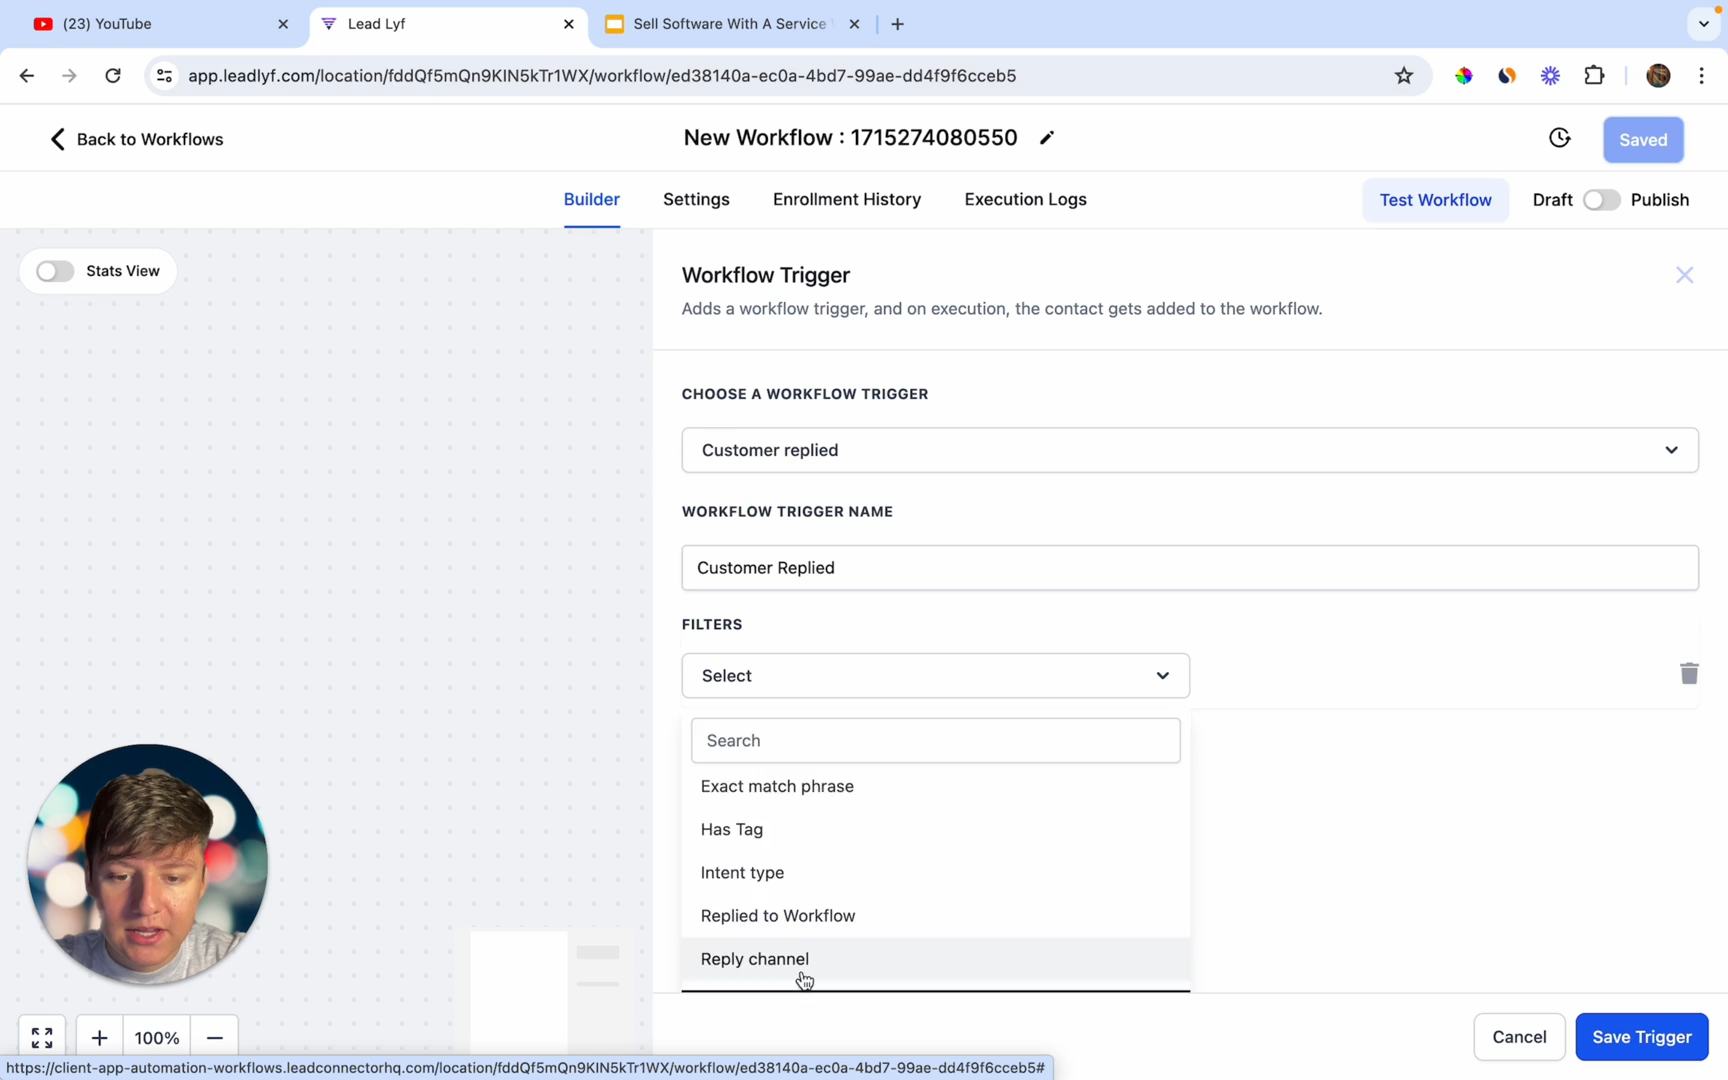 (23) YouTube
Lead Lyf
Sell Software With A Service
app.leadlyf.com/location/fddQf5mQn9KIN5kTr1WX/workflow/ed38140a-ec0a-4bd7-99ae-dd4f9f6cceb5
Back to Workflows
New Workflow : 1715274080550
Saved
Builder
Settings
Enrollment History
Execution Logs
Test Workflow
Draft
Publish
Stats View
Workflow Trigger
Adds a workflow trigger, and on execution, the contact gets added to the workflow.
CHOOSE A WORKFLOW TRIGGER
Customer replied
WORKFLOW TRIGGER NAME
Customer Replied
FILTERS
Select
Search
Exact match phrase
Has Tag
Intent type
Replied to Workflow
Reply channel
100%
Cancel
Save Trigger
https://client-app-automation-workflows.leadconnectorhq.com/location/fddQf5mQn9KIN5kTr1WX/workflow/ed38140a-ec0a-4bd7-99ae-dd4f9f6cceb5#